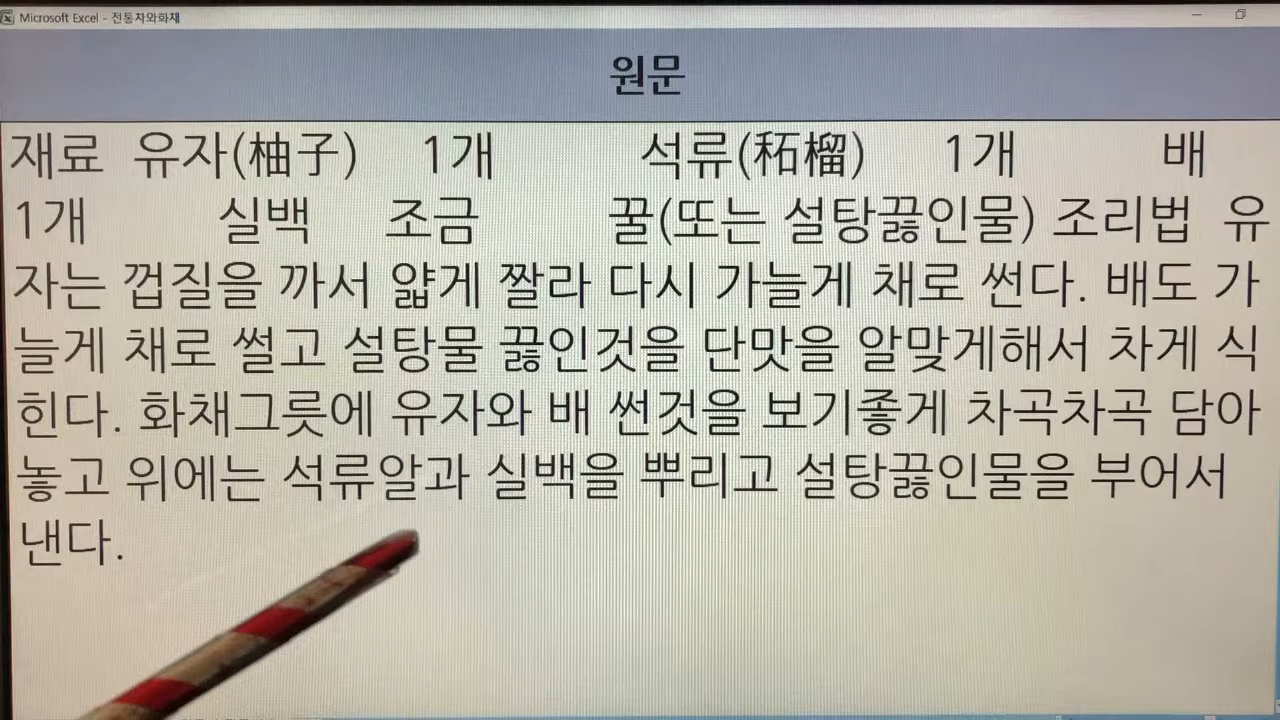 Microsoft Excel - 전통차와화채
원문
재료 유자(柚子) 1개 석류(柘榴) 1개 배
1개 실백 조금 꿀(또는 설탕끓인물) 조리법 유
자는 껍질을 까서 얇게 짤라 다시 가늘게 채로 썬다. 배도 가
늘게 채로 썰고 설탕물 끓인것을 단맛을 알맞게해서 차게 식
힌다. 화채그릇에 유자와 배 썬것을 보기좋게 차곡차곡 담아
놓고 위에는 석류알과 실백을 뿌리고 설탕끓인물을 부어서
낸다.